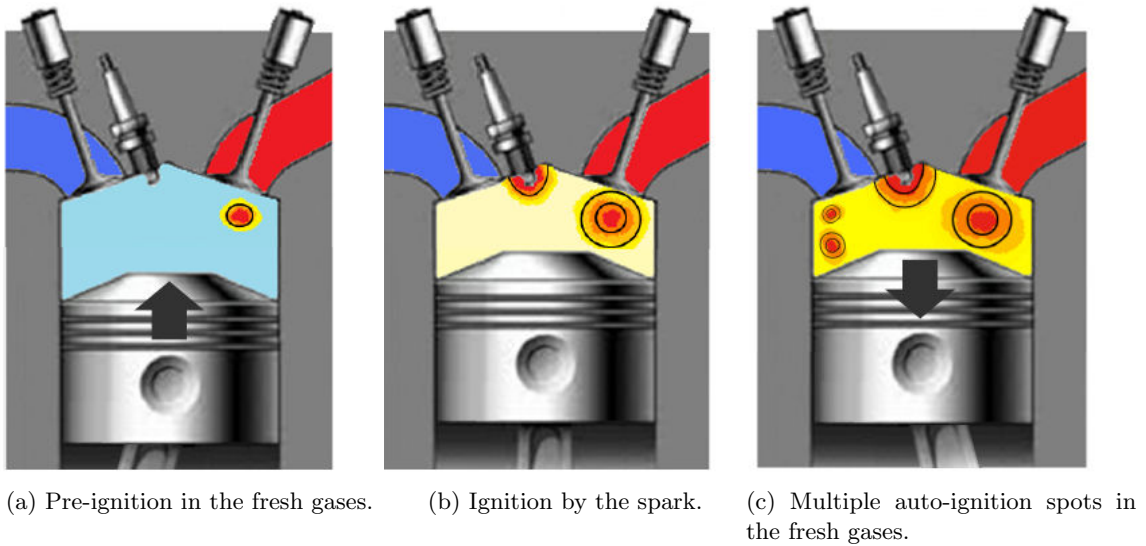 (a) Pre-ignition in the fresh gases.
(b) Ignition by the spark.
(c) Multiple auto-ignition spots in
the fresh gases.